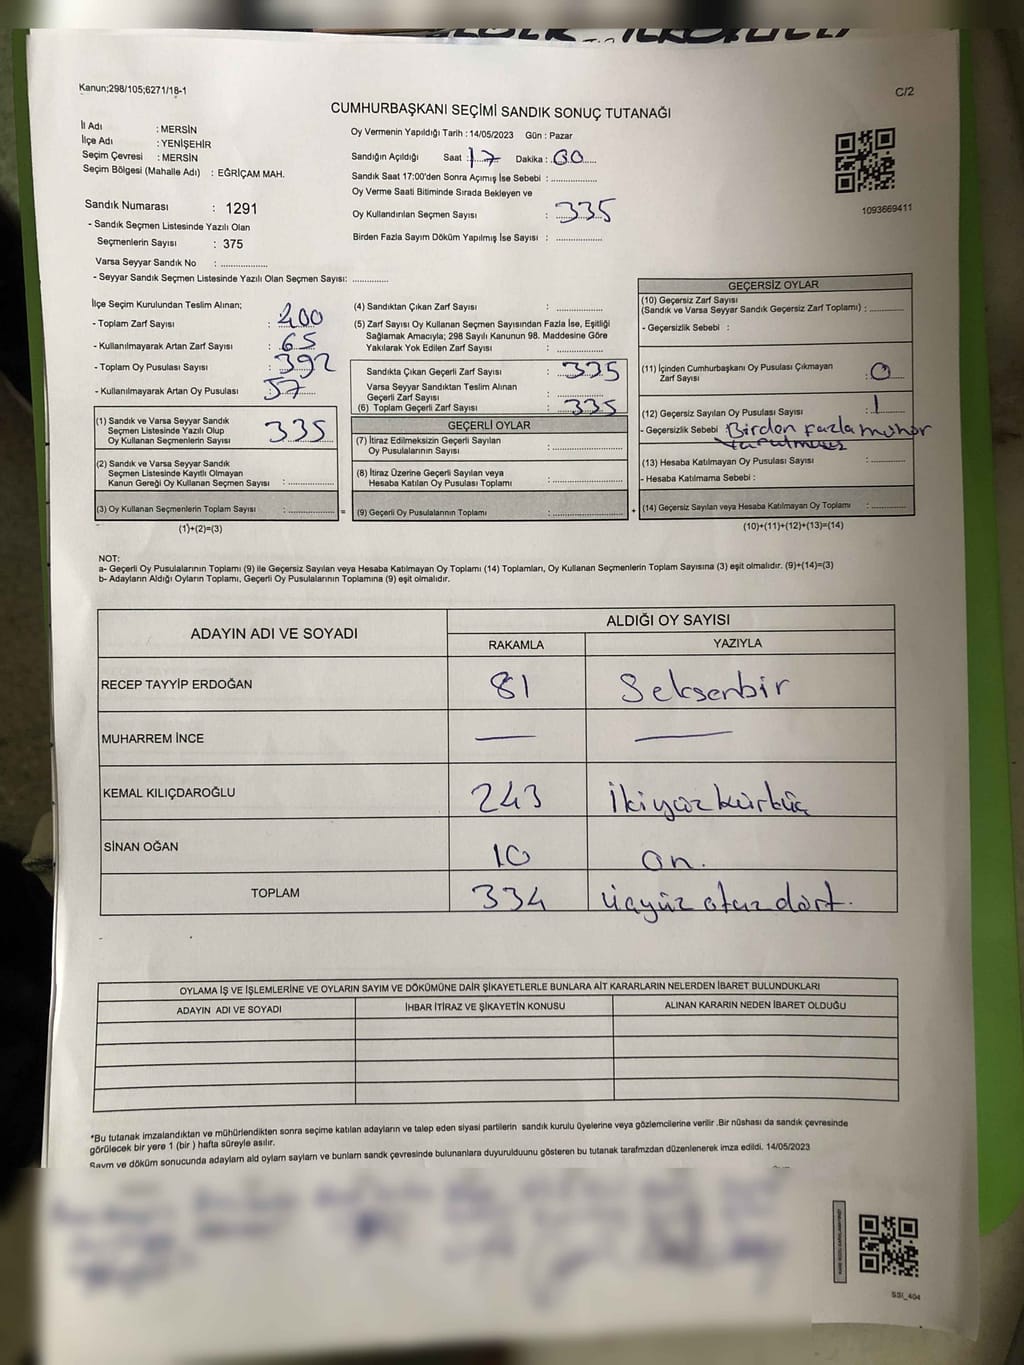 Kanun;298/105;6271/18-1
C/2
CUMHURBAŞKANI SEÇİMİ SANDIK SONUÇ TUTANAĞI
İl Adı : MERSİN
İlçe Adı : YENİŞEHİR
Seçim Çevresi : MERSİN
Seçim Bölgesi (Mahalle Adı) : EĞRİÇAM MAH.
Sandık Numarası : 1291
- Sandık Seçmen Listesinde Yazılı Olan
Seçmenlerin Sayısı : 375
Varsa Seyyar Sandık No : ...................
- Seyyar Sandık Seçmen Listesinde Yazılı Olan Seçmen Sayısı: ..............
Oy Vermenin Yapıldığı Tarih : 14/05/2023 Gün : Pazar
Sandığın Açıldığı Saat : 17 Dakika : 00
Sandık Saat 17:00'den Sonra Açımış İse Sebebi : ..................
Oy Verme Saati Bitiminde Sırada Bekleyen ve
Oy Kullandırılan Seçmen Sayısı : 335
Birden Fazla Sayım Döküm Yapılmış İse Sayısı : ..................
1093669411
İlçe Seçim Kurulundan Teslim Alınan;
- Toplam Zarf Sayısı : 400
- Kullanılmayarak Artan Zarf Sayısı : 65
- Toplam Oy Pusulası Sayısı : 392
- Kullanılmayarak Artan Oy Pusulası : 57
(1) Sandık ve Varsa Seyyar Sandık
Seçmen Listesinde Yazılı Olup
Oy Kullanan Seçmenlerin Sayısı 335
(2) Sandık ve Varsa Seyyar Sandık
Seçmen Listesinde Kayıtlı Olmayan
Kanun Gereği Oy Kullanan Seçmen Sayısı : ..................
(3) Oy Kullanan Seçmenlerin Toplam Sayısı : ..................
(1)+(2)=(3)
(4) Sandıktan Çıkan Zarf Sayısı : ..................
(5) Zarf Sayısı Oy Kullanan Seçmen Sayısından Fazla İse, Eşitliği
Sağlamak Amacıyla; 298 Sayılı Kanunun 98. Maddesine Göre
Yakılarak Yok Edilen Zarf Sayısı : ..................
Sandıkta Çıkan Geçerli Zarf Sayısı : 335
Varsa Seyyar Sandıktan Teslim Alınan
Geçerli Zarf Sayısı : ..................
(6) Toplam Geçerli Zarf Sayısı : 335
GEÇERLİ OYLAR
(7) İtiraz Edilmeksizin Geçerli Sayılan
Oy Pusulalarının Sayısı : ..................
(8) İtiraz Üzerine Geçerli Sayılan veya
Hesaba Katılan Oy Pusulası Toplamı : ..................
= (9) Geçerli Oy Pusulalarının Toplamı : ..................
GEÇERSİZ OYLAR
(10) Geçersiz Zarf Sayısı
(Sandık ve Varsa Seyyar Sandık Geçersiz Zarf Toplamı) : ............
- Geçersizlik Sebebi :
(11) İçinden Cumhurbaşkanı Oy Pusulası Çıkmayan
Zarf Sayısı : 0
(12) Geçersiz Sayılan Oy Pusulası Sayısı : 1
- Geçersizlik Sebebi Birden fazla mühür
(13) Hesaba Katılmayan Oy Pusulası Sayısı : ............
- Hesaba Katılmama Sebebi :
+ (14) Geçersiz Sayılan veya Hesaba Katılmayan Oy Toplamı : ............
(10)+(11)+(12)+(13)=(14)
NOT:
a- Geçerli Oy Pusulalarının Toplamı (9) ile Geçersiz Sayılan veya Hesaba Katılmayan Oy Toplamı (14) Toplamları, Oy Kullanan Seçmenlerin Toplam Sayısına (3) eşit olmalıdır. (9)+(14)=(3)
b- Adayların Aldığı Oyların Toplamı, Geçerli Oy Pusulalarının Toplamına (9) eşit olmalıdır.
ADAYIN ADI VE SOYADI
ALDIĞI OY SAYISI
RAKAMLA YAZIYLA
RECEP TAYYİP ERDOĞAN 81 Seksenbir
MUHARREM İNCE — —
KEMAL KILIÇDAROĞLU 243 İkiyüzkırküç
SİNAN OĞAN 10 on.
TOPLAM 334 üçyüzotuzdört.
OYLAMA İŞ VE İŞLEMLERİNE VE OYLARIN SAYIM VE DÖKÜMÜNE DAİR ŞİKAYETLERLE BUNLARA AİT KARARLARIN NELERDEN İBARET BULUNDUKLARI
ADAYIN ADI VE SOYADI İHBAR İTİRAZ VE ŞİKAYETİN KONUSU ALINAN KARARIN NEDEN İBARET OLDUĞU
*Bu tutanak imzalandıktan ve mühürlendikten sonra seçime katılan adayların ve talep eden siyasi partilerin sandık kurulu üyelerine veya gözlemcilerine verilir .Bir nüshası da sandık çevresinde
görülecek bir yere 1 (bir ) hafta süreyle asılır.
Sayım ve döküm sonucunda adayların ald oyların saylam ve bunların sandk çevresinde bulunanlara duyurulduunu gösteren bu tutanak tarafmzdan düzenlenerek imza edildi. 14/05/2023
SSI_404